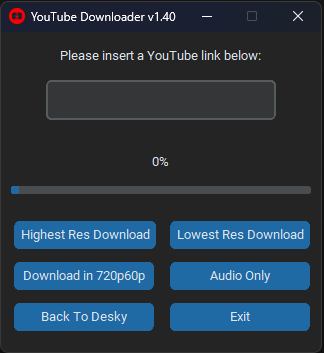 YouTube Downloader v1.40
Please insert a YouTube link below:
0%
Highest Res Download
Lowest Res Download
Download in 720p60p
Audio Only
Back To Desky
Exit